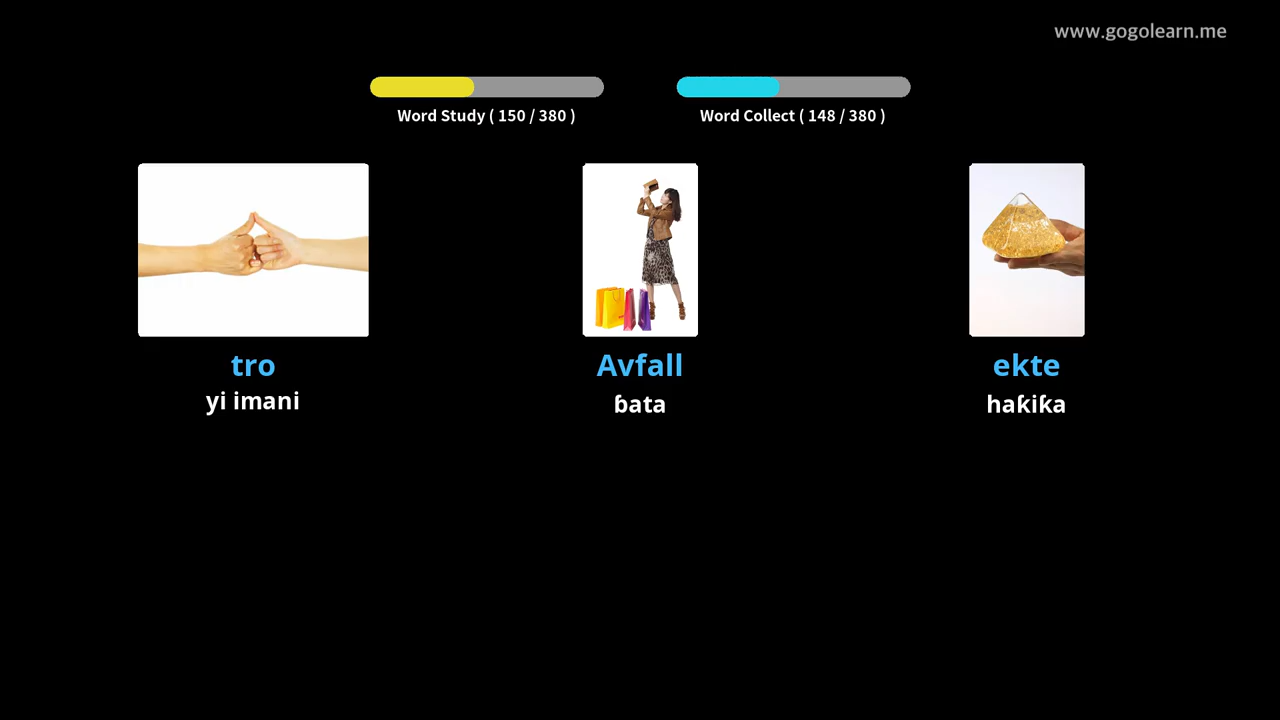 www.gogolearn.me
Word Study ( 150 / 380 )
Word Collect ( 148 / 380 )
tro
yi imani
Avfall
ɓata
ekte
haƙiƙa